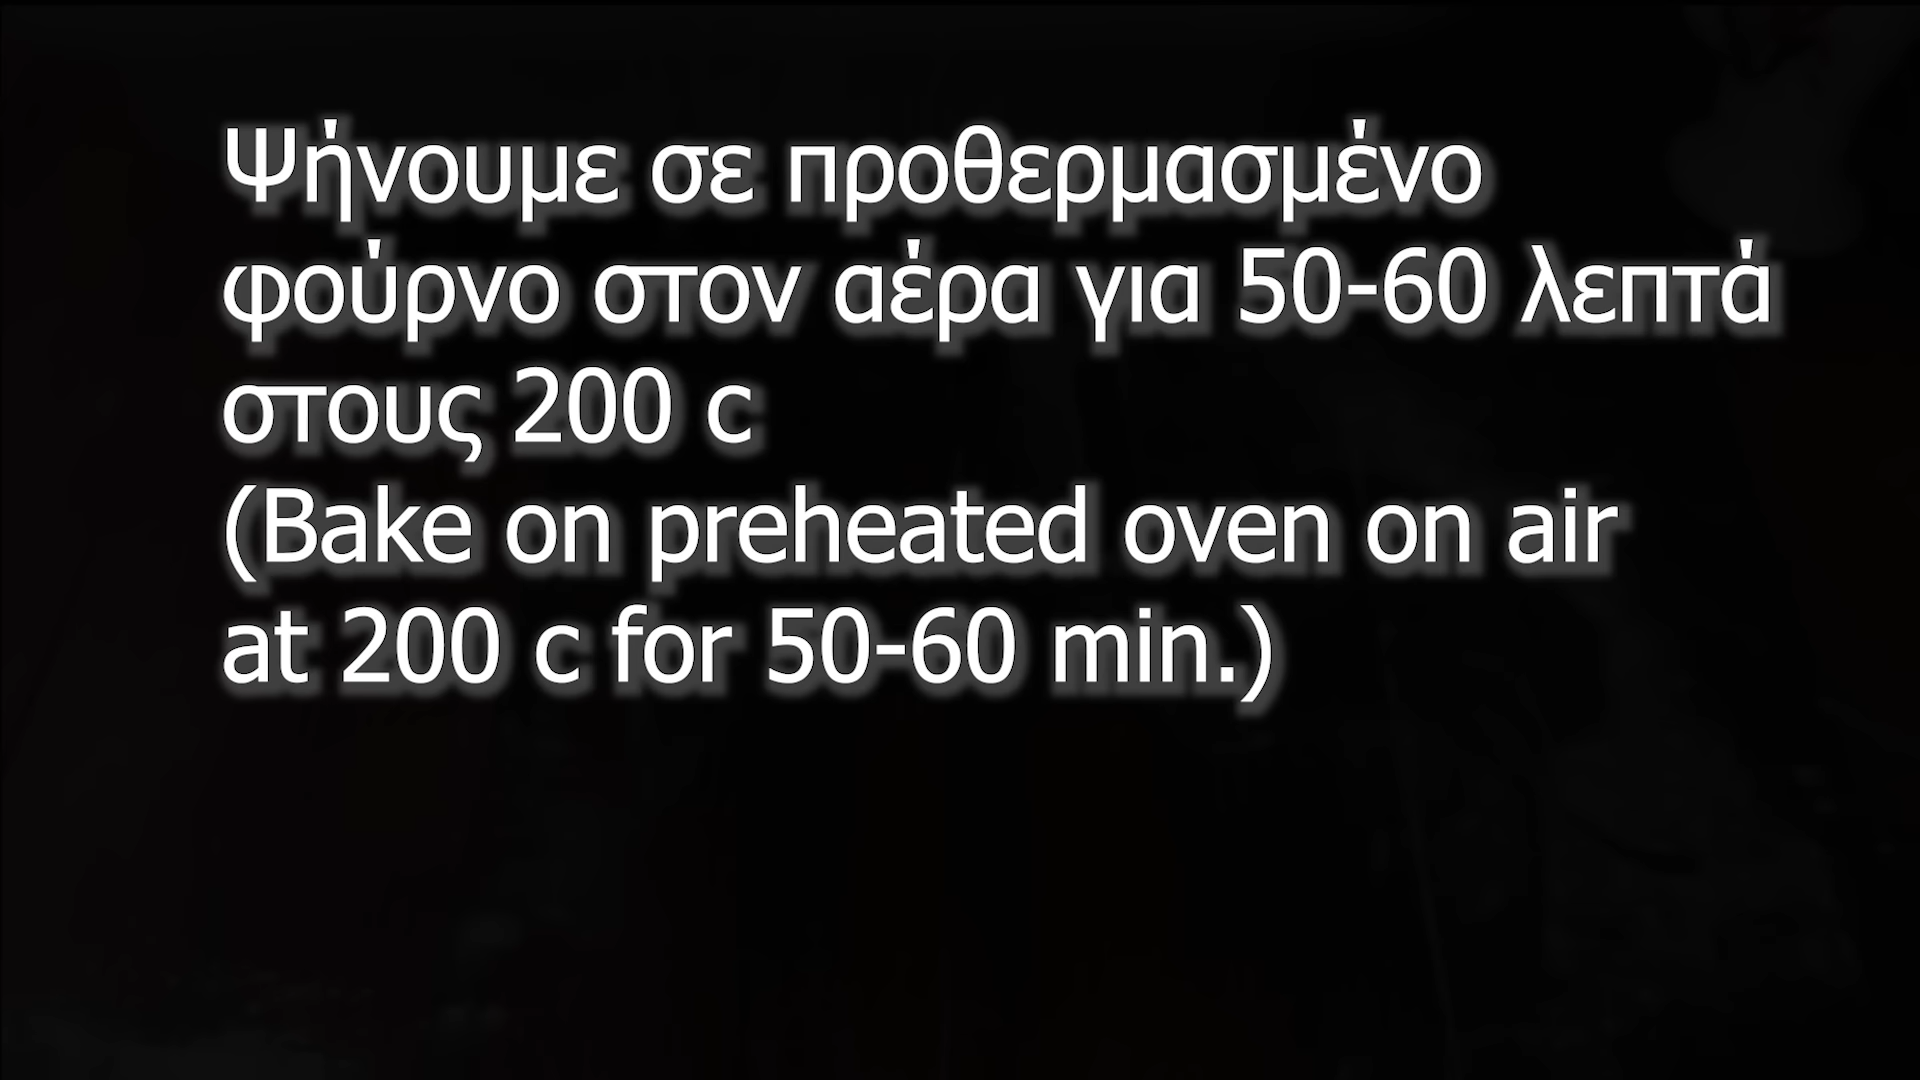 Ψήνουμε σε προθερμασμένο
φούρνο στον αέρα για 50-60 λεπτά
στους 200 c
(Bake on preheated oven on air
at 200 c for 50-60 min.)